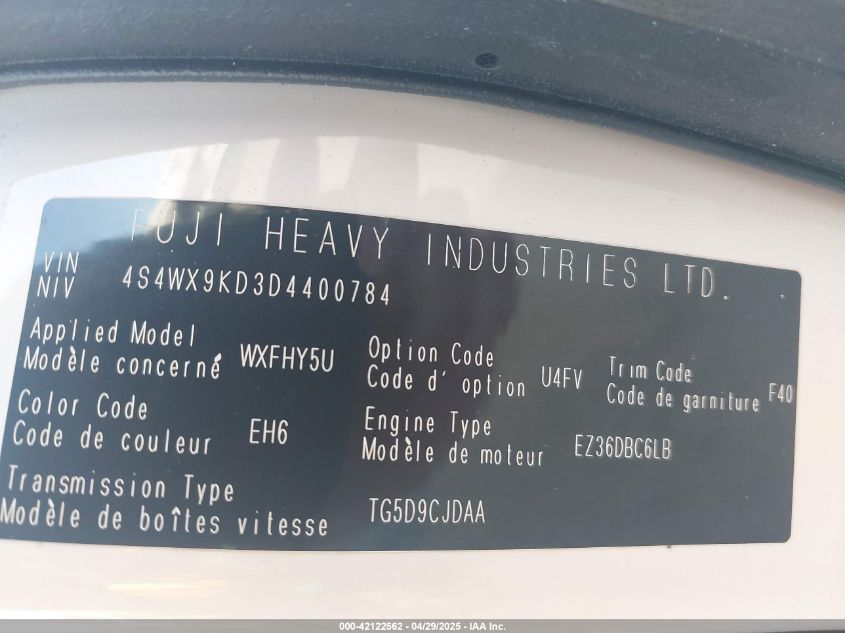 FUJI HEAVY INDUSTRIES LTD.
VIN
NIV 4S4WX9KD3D4400784
Applied Model
Modèle concerné WXFHY5U
Option Code
Code d' option U4FV
Trim Code
Code de garniture F40
Color Code
Code de couleur EH6
Engine Type
Modèle de moteur EZ36DBC6LB
Transmission Type
Modèle de boîtes vitesse TG5D9CJDAA
000-42122562 - 04/29/2025 - IAA Inc.